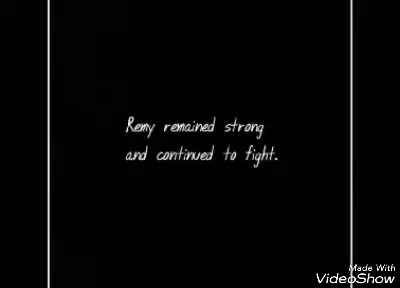 Remy remained strong
and continued to fight.
Made With
VideoShow